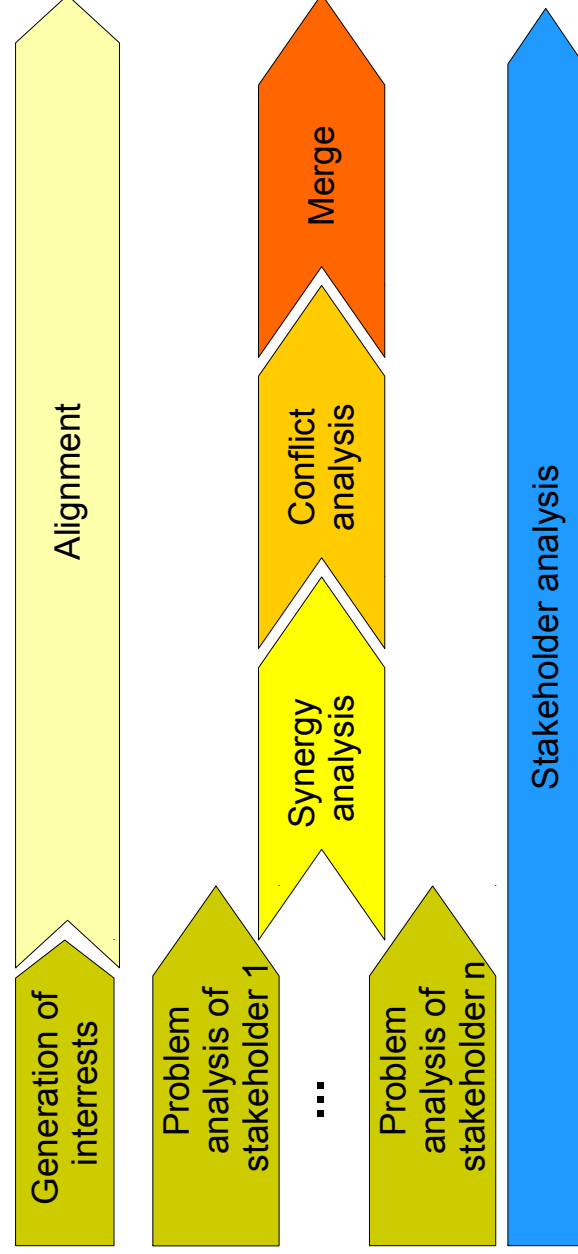 Generation of
interrests
Alignment
Problem
analysis of
stakeholder 1
...
Problem
analysis of
stakeholder n
Synergy
analysis
Conflict
analysis
Merge
Stakeholder analysis